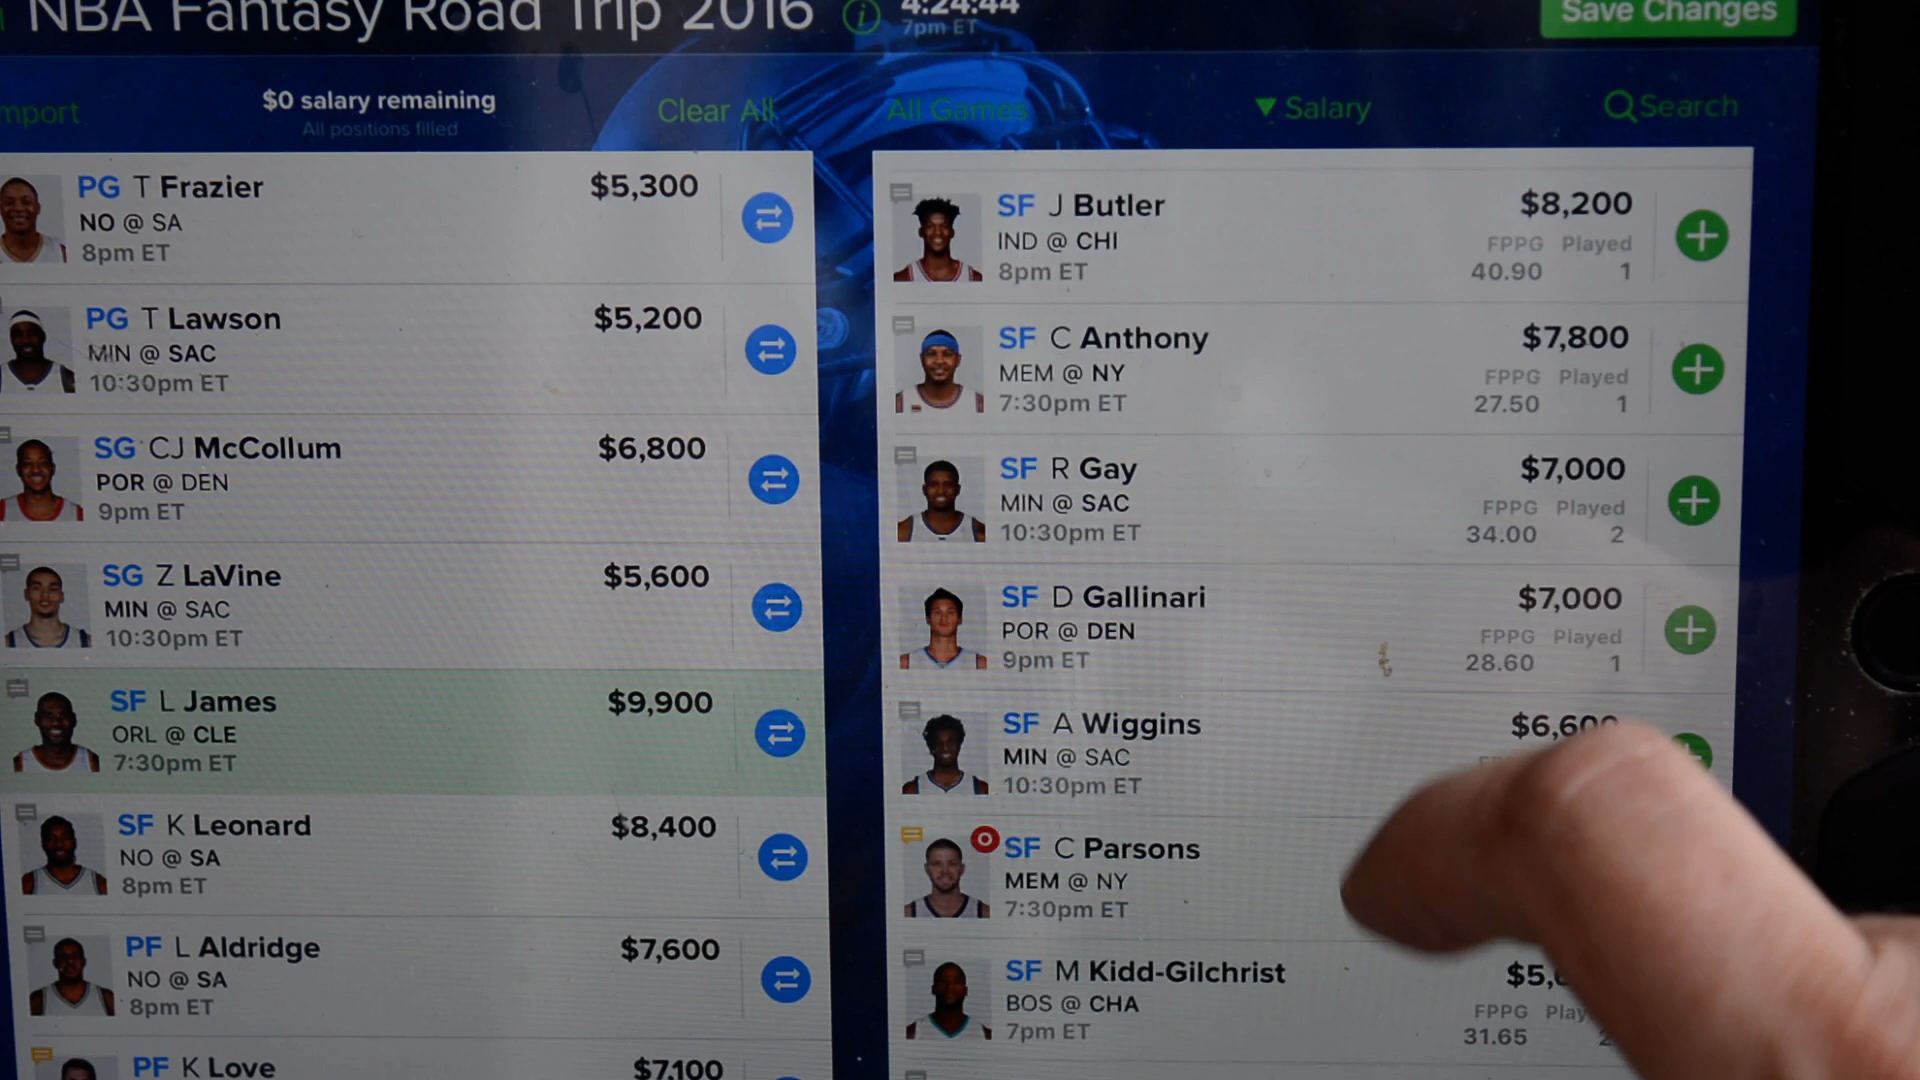 NBA Fantasy Road Trip 2016
4:24:44
7pm ET
Save Changes
mport
$0 salary remaining
All positions filled
Clear All
All Games
Salary
Search
PG T Frazier $5,300
NO @ SA
8pm ET
PG T Lawson $5,200
MIN @ SAC
10:30pm ET
SG CJ McCollum $6,800
POR @ DEN
9pm ET
SG Z LaVine $5,600
MIN @ SAC
10:30pm ET
SF L James $9,900
ORL @ CLE
7:30pm ET
SF K Leonard $8,400
NO @ SA
8pm ET
PF L Aldridge $7,600
NO @ SA
8pm ET
PF K Love $7,100
SF J Butler $8,200
IND @ CHI FPPG Played
8pm ET 40.90 1
SF C Anthony $7,800
MEM @ NY FPPG Played
7:30pm ET 27.50 1
SF R Gay $7,000
MIN @ SAC FPPG Played
10:30pm ET 34.00 2
SF D Gallinari $7,000
POR @ DEN FPPG Played
9pm ET 28.60 1
SF A Wiggins $6,600
MIN @ SAC
10:30pm ET
O SF C Parsons
MEM @ NY
7:30pm ET
SF M Kidd-Gilchrist $5,
BOS @ CHA FPPG Play
7pm ET 31.65 2